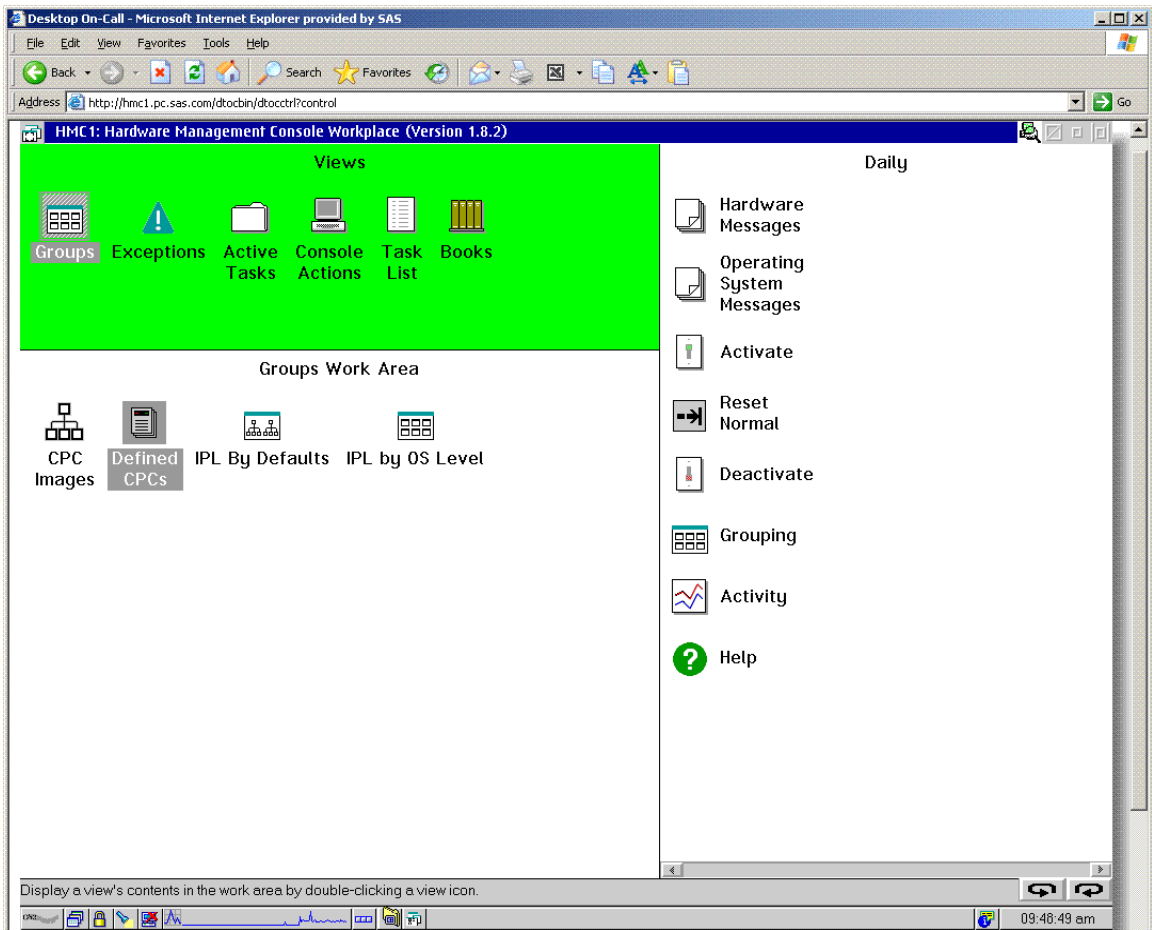 Desktop On-Call - Microsoft Internet Explorer provided by SAS
File Edit View Favorites Tools Help
Back Search Favorites
Address http://hmc1.pc.sas.com/dtocbin/dtocctrl?control Go
HMC1: Hardware Management Console Workplace (Version 1.8.2)
Views
Groups Exceptions Active Tasks Console Actions Task List Books
Groups Work Area
CPC Images Defined CPCs IPL By Defaults IPL by OS Level
Daily
Hardware
Messages
Operating
System
Messages
Activate
Reset
Normal
Deactivate
Grouping
Activity
Help
Display a view's contents in the work area by double-clicking a view icon.
09:48:49 am